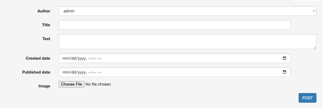 Author admin
Title
Text
Created date mm/dd/yyyy, --:-- --
Published date mm/dd/yyyy, --:-- --
Image Choose File No file chosen
POST